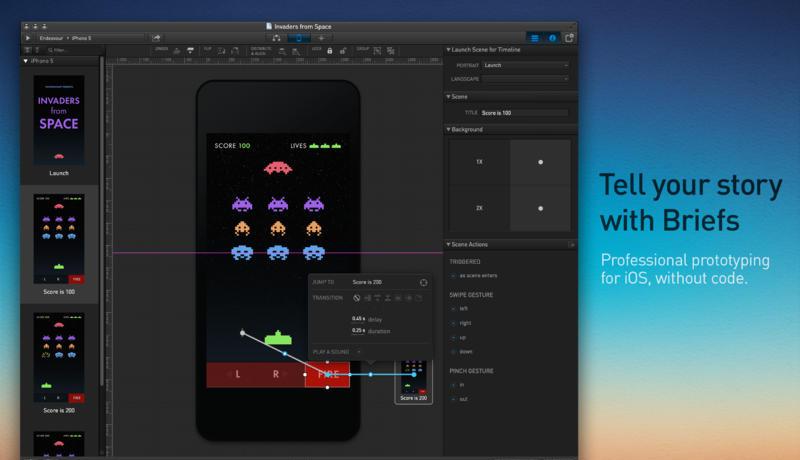 Invaders from Space
Endeavour • iPhone 5
Filter...
ORDER
FLIP
DISTRIBUTE
& ALIGN
LOCK
GROUP
iPhone 5
INVADERS
from
SPACE
Launch
Score is 100
Score is 200
SCORE 100
LIVES
L
R
FIRE
JUMP TO
Score is 200
TRANSITION
0.45 s delay
0.25 s duration
PLAY A SOUND
Score is 200
Launch Scene for Timeline
PORTRAIT
Launch
LANDSCAPE
Scene
TITLE
Score is 100
Background
1X
2X
Scene Actions
TRIGGERED
as scene enters
SWIPE GESTURE
left
right
up
down
PINCH GESTURE
in
out
Tell your story
with Briefs
Professional prototyping
for iOS, without code.